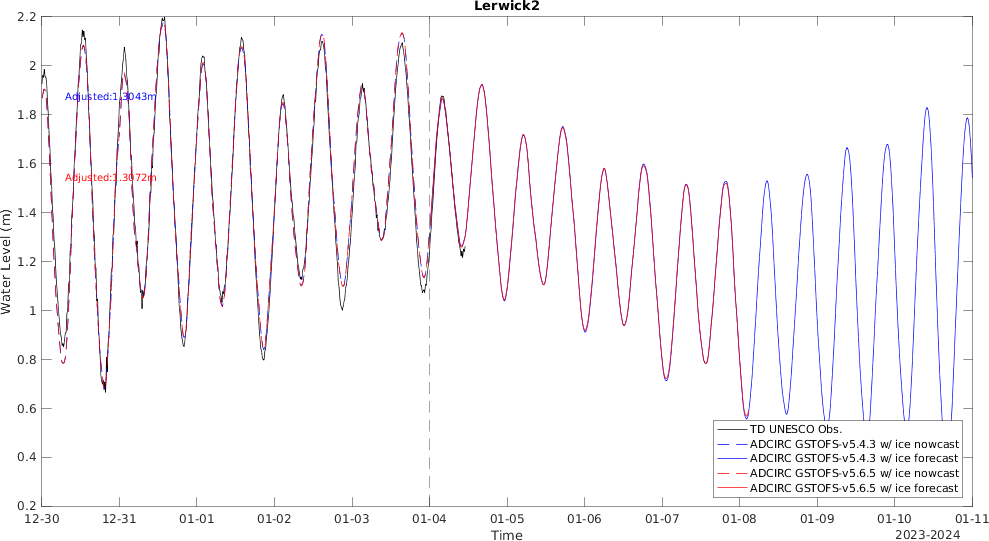 Lerwick2
2.2
2
1.8
1.6
1.4
1.2
1
0.8
0.6
0.4
0.2
Water Level (m)
Adjusted:1.3043m
Adjusted:1.3072m
TD UNESCO Obs.
ADCIRC GSTOFS-v5.4.3 w/ ice nowcast
ADCIRC GSTOFS-v5.4.3 w/ ice forecast
ADCIRC GSTOFS-v5.6.5 w/ ice nowcast
ADCIRC GSTOFS-v5.6.5 w/ ice forecast
12-30 12-31 01-01 01-02 01-03 01-04 01-05 01-06 01-07 01-08 01-09 01-10 01-11
Time
2023-2024